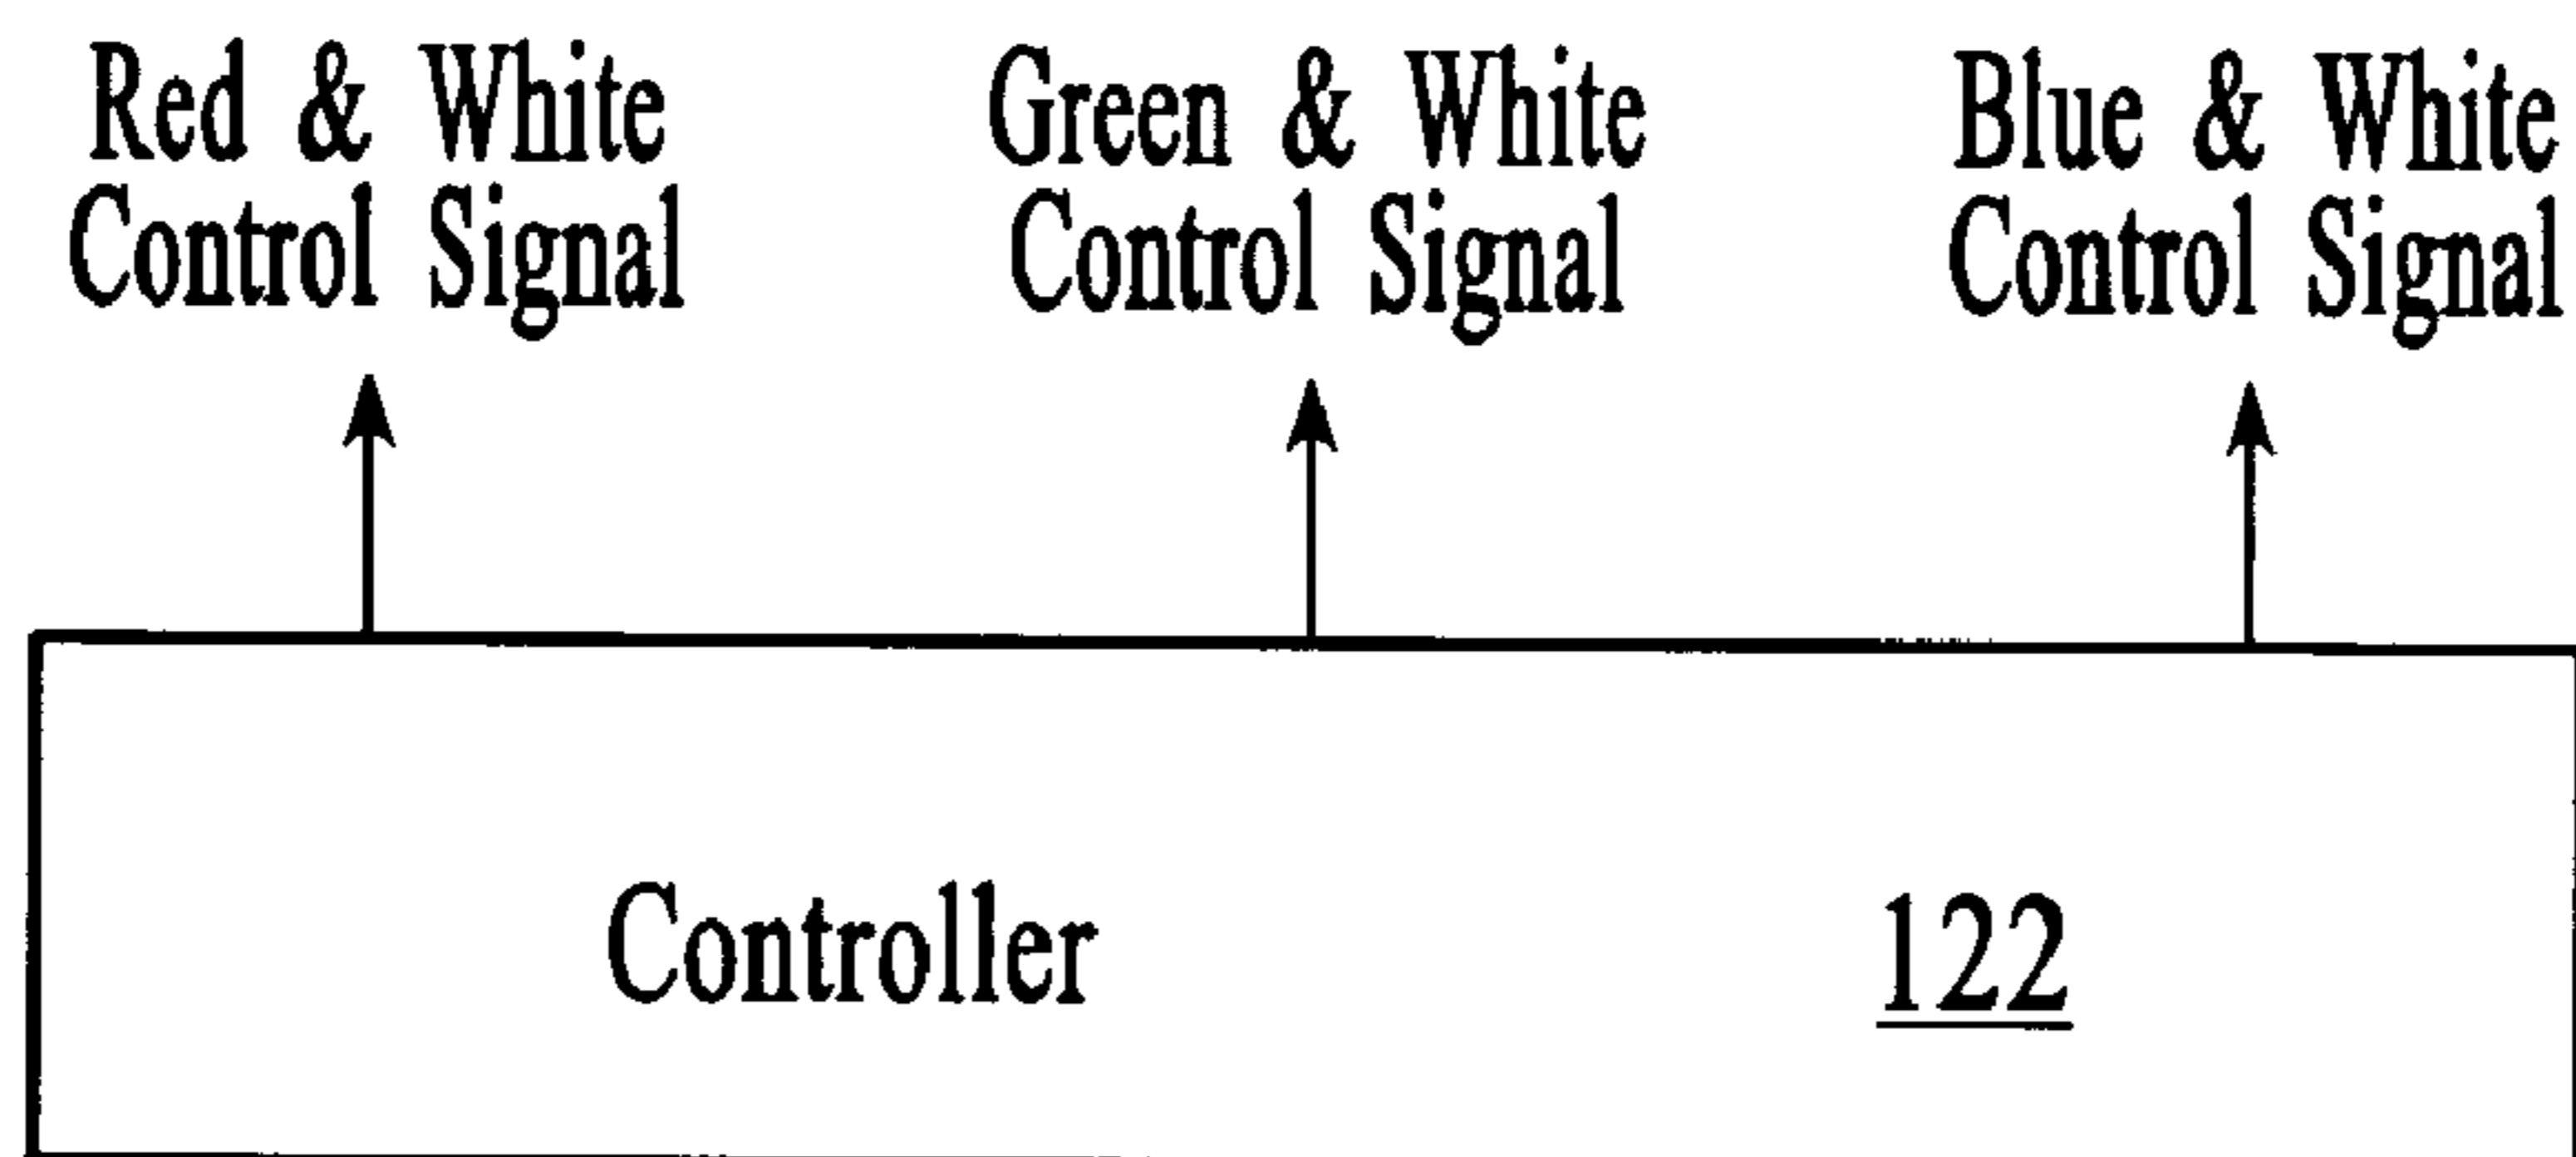 Red & White
Control Signal
Green & White
Control Signal
Blue & White
Control Signal
Controller
122